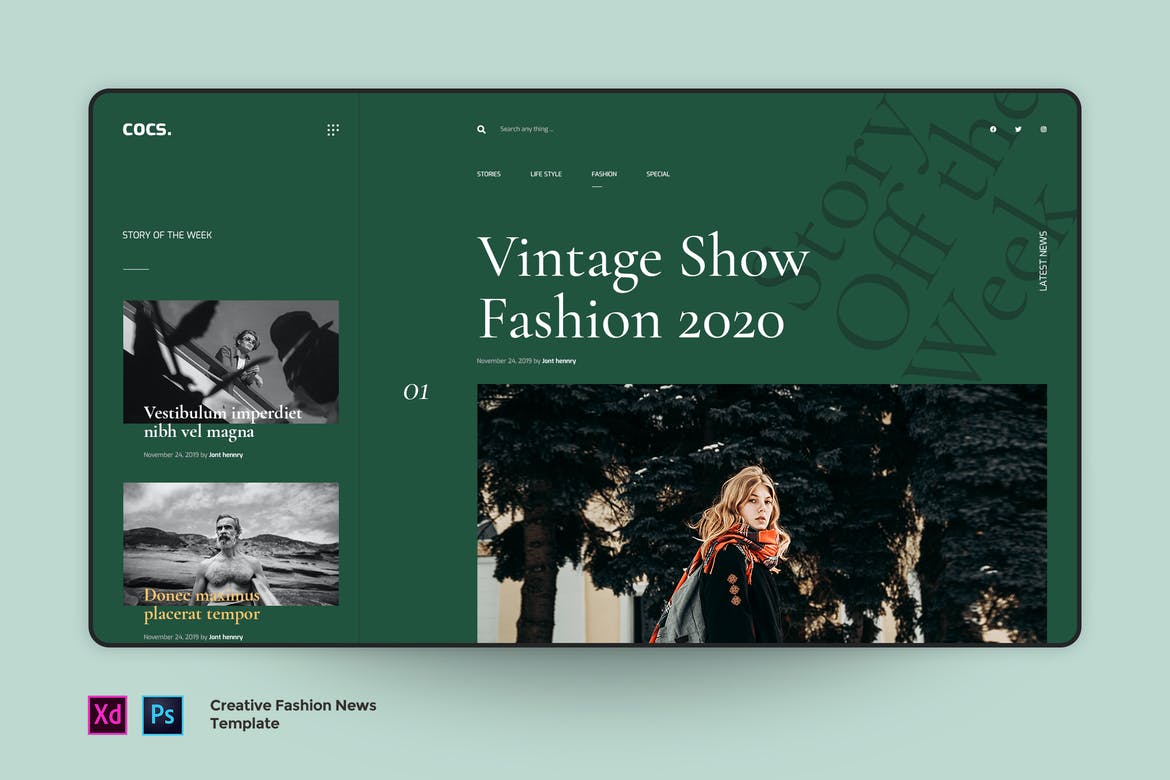 COCS.
Search any thing ...
STORIES
LIFE STYLE
FASHION
SPECIAL
STORY OF THE WEEK
Story
Off the
Week
LATEST NEWS
Vintage Show
Fashion 2020
November 24, 2019 by Jont hennry
01
Vestibulum imperdiet
nibh vel magna
November 24, 2019 by Jont hennry
Donec maximus
placerat tempor
November 24, 2019 by Jont hennry
Xd
Ps
Creative Fashion News
Template